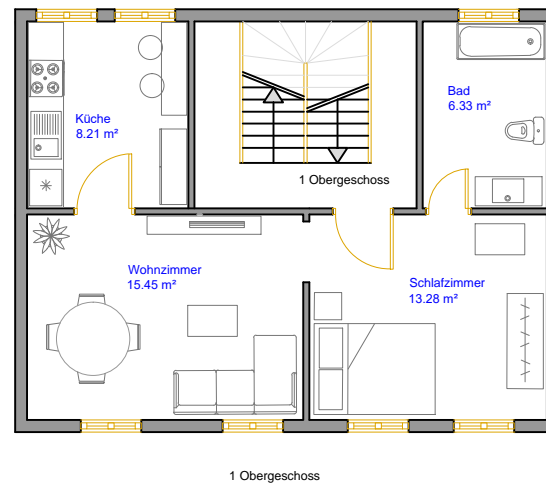 Küche
8.21 m²
Bad
6.33 m²
1 Obergeschoss
Wohnzimmer
15.45 m²
Schlafzimmer
13.28 m²
1 Obergeschoss